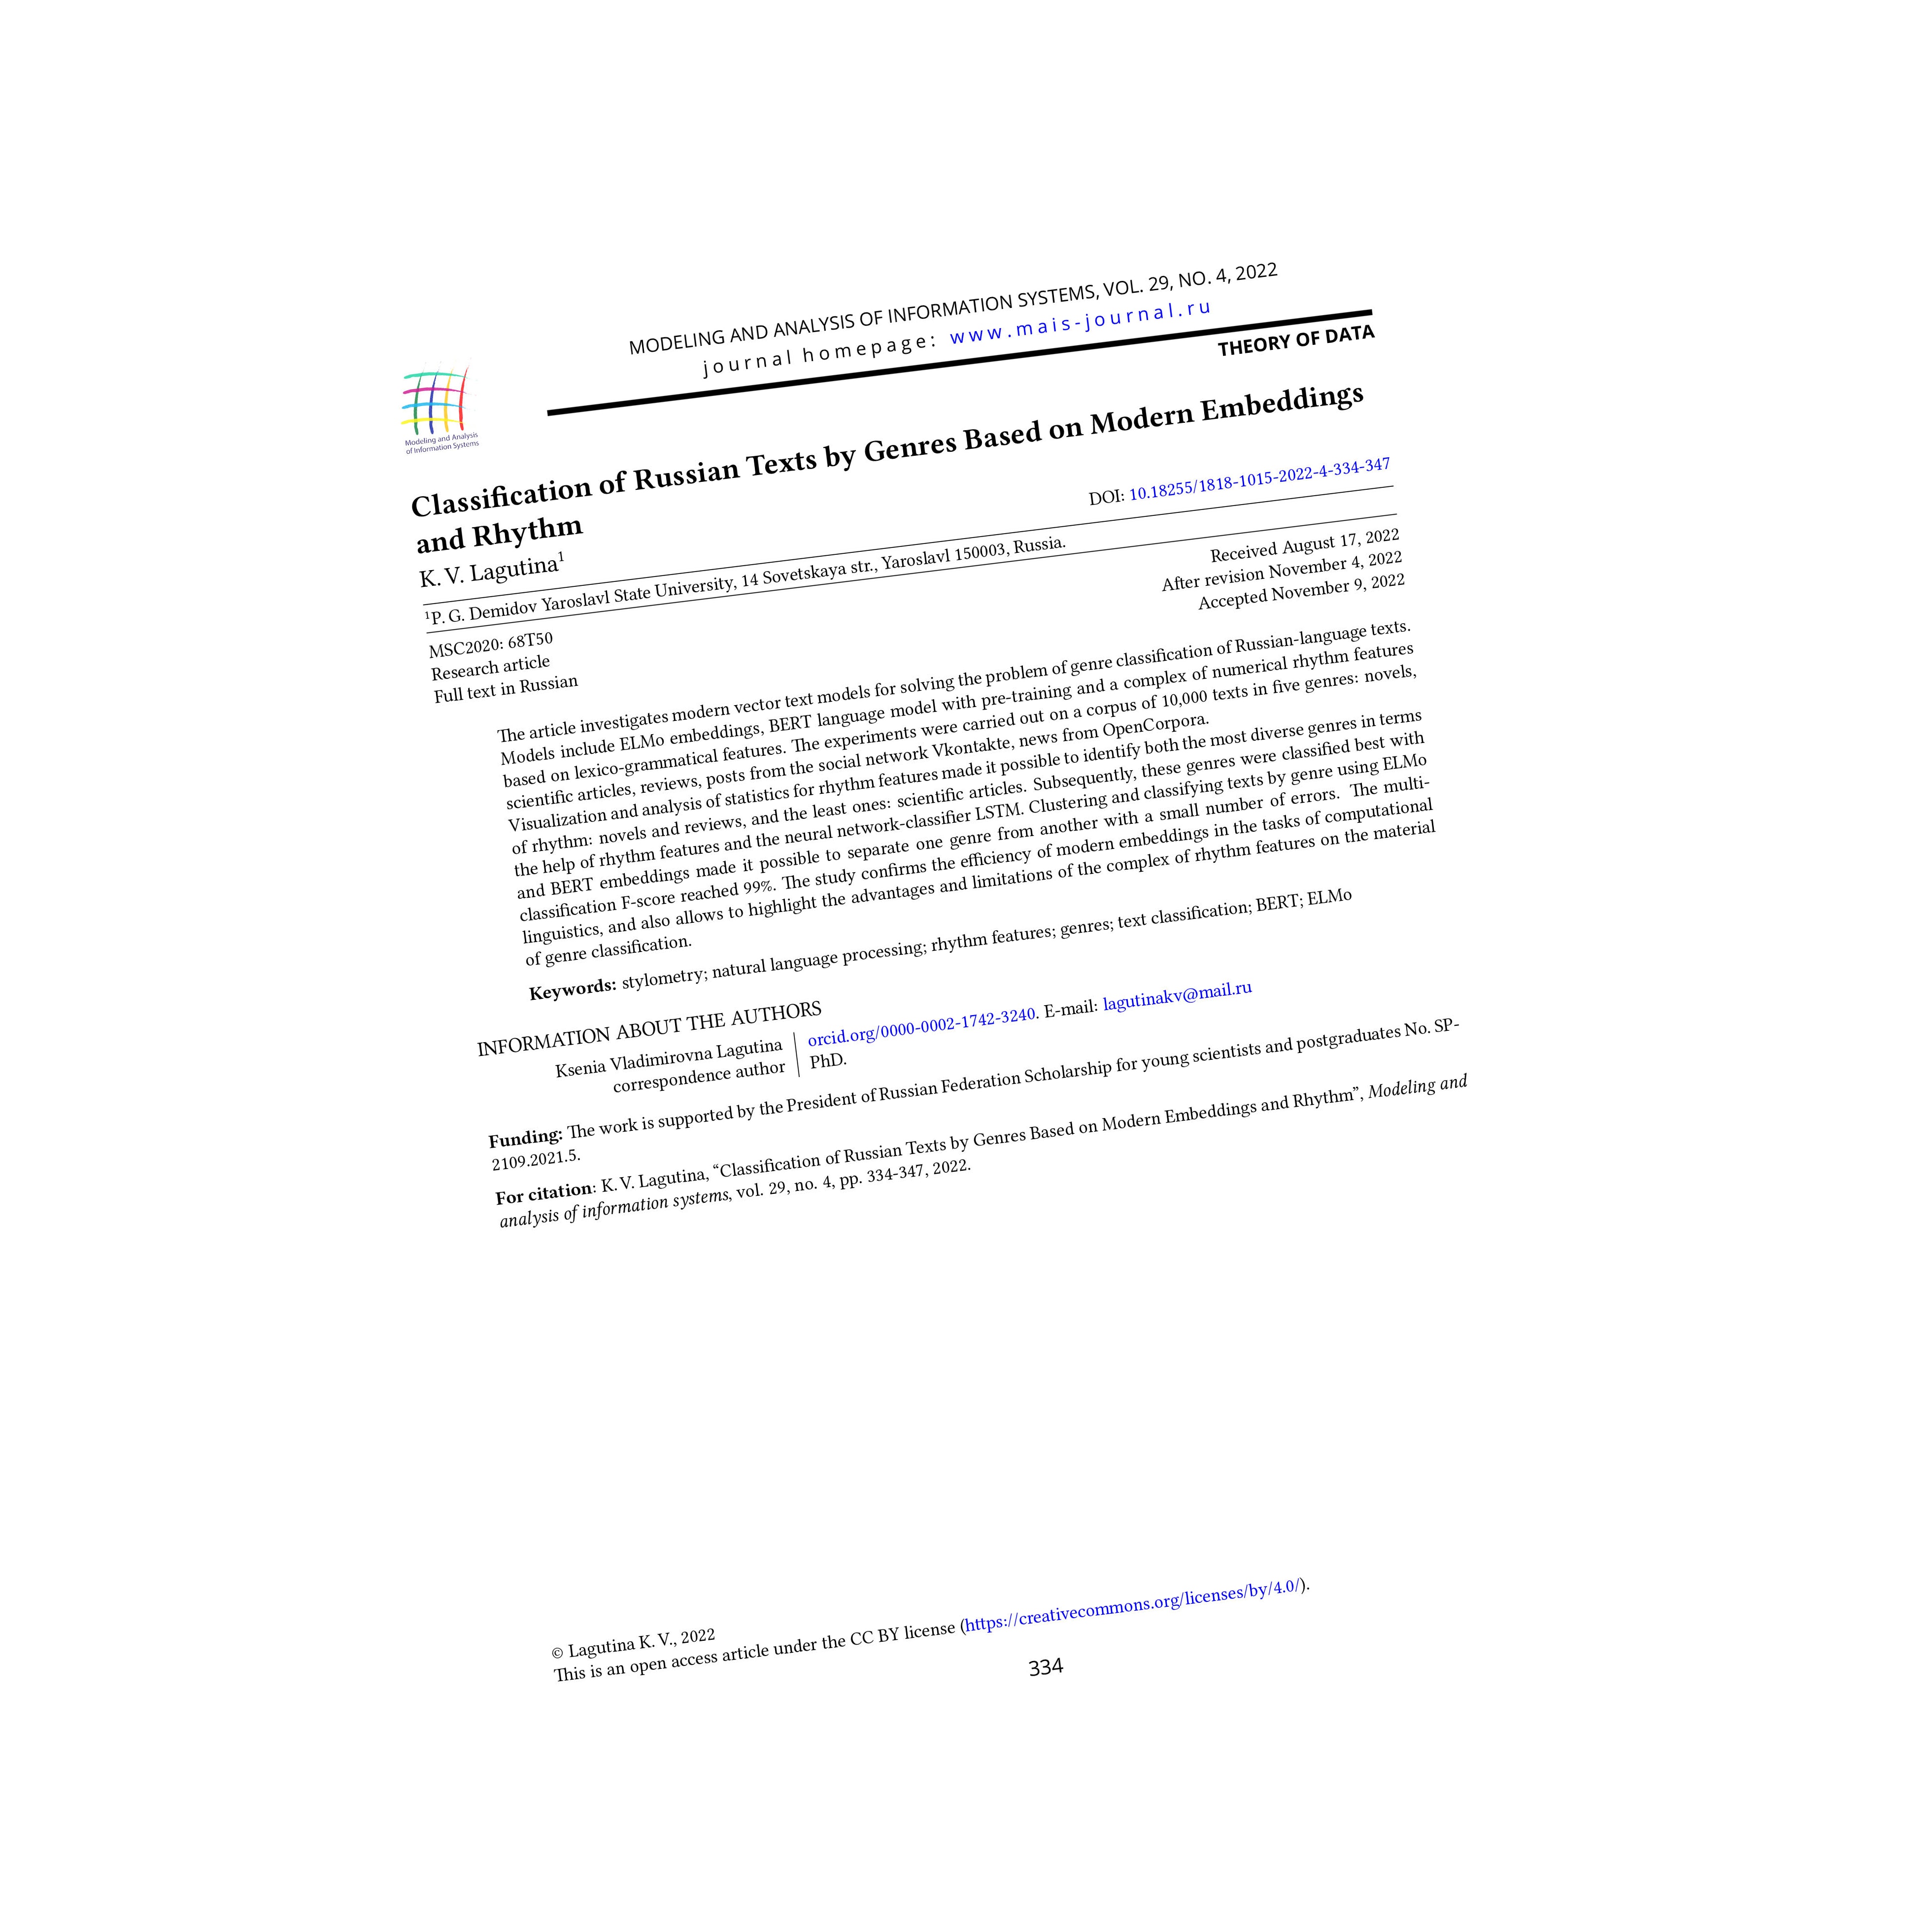 MODELING AND ANALYSIS OF INFORMATION SYSTEMS, VOL. 29, NO. 4, 2022
journal homepage: www.mais-journal.ru
Modeling and Analysis
of Information Systems
THEORY OF DATA
Classification of Russian Texts by Genres Based on Modern Embeddings
and Rhythm
K. V. Lagutina¹
DOI: 10.18255/1818-1015-2022-4-334-347
¹P. G. Demidov Yaroslavl State University, 14 Sovetskaya str., Yaroslavl 150003, Russia.
MSC2020: 68T50
Research article
Full text in Russian
Received August 17, 2022
After revision November 4, 2022
Accepted November 9, 2022
The article investigates modern vector text models for solving the problem of genre classification of Russian-language texts.
Models include ELMo embeddings, BERT language model with pre-training and a complex of numerical rhythm features
based on lexico-grammatical features. The experiments were carried out on a corpus of 10,000 texts in five genres: novels,
scientific articles, reviews, posts from the social network Vkontakte, news from OpenCorpora.
Visualization and analysis of statistics for rhythm features made it possible to identify both the most diverse genres in terms
of rhythm: novels and reviews, and the least ones: scientific articles. Subsequently, these genres were classified best with
the help of rhythm features and the neural network-classifier LSTM. Clustering and classifying texts by genre using ELMo
and BERT embeddings made it possible to separate one genre from another with a small number of errors. The multi-
classification F-score reached 99%. The study confirms the efficiency of modern embeddings in the tasks of computational
linguistics, and also allows to highlight the advantages and limitations of the complex of rhythm features on the material
of genre classification.
Keywords: stylometry; natural language processing; rhythm features; genres; text classification; BERT; ELMo
INFORMATION ABOUT THE AUTHORS
Ksenia Vladimirovna Lagutina
correspondence author
orcid.org/0000-0002-1742-3240. E-mail: lagutinakv@mail.ru
PhD.
Funding: The work is supported by the President of Russian Federation Scholarship for young scientists and postgraduates No. SP-
2109.2021.5.
For citation: K. V. Lagutina, “Classification of Russian Texts by Genres Based on Modern Embeddings and Rhythm”, Modeling and
analysis of information systems, vol. 29, no. 4, pp. 334-347, 2022.
© Lagutina K. V., 2022
This is an open access article under the CC BY license (https://creativecommons.org/licenses/by/4.0/).
334